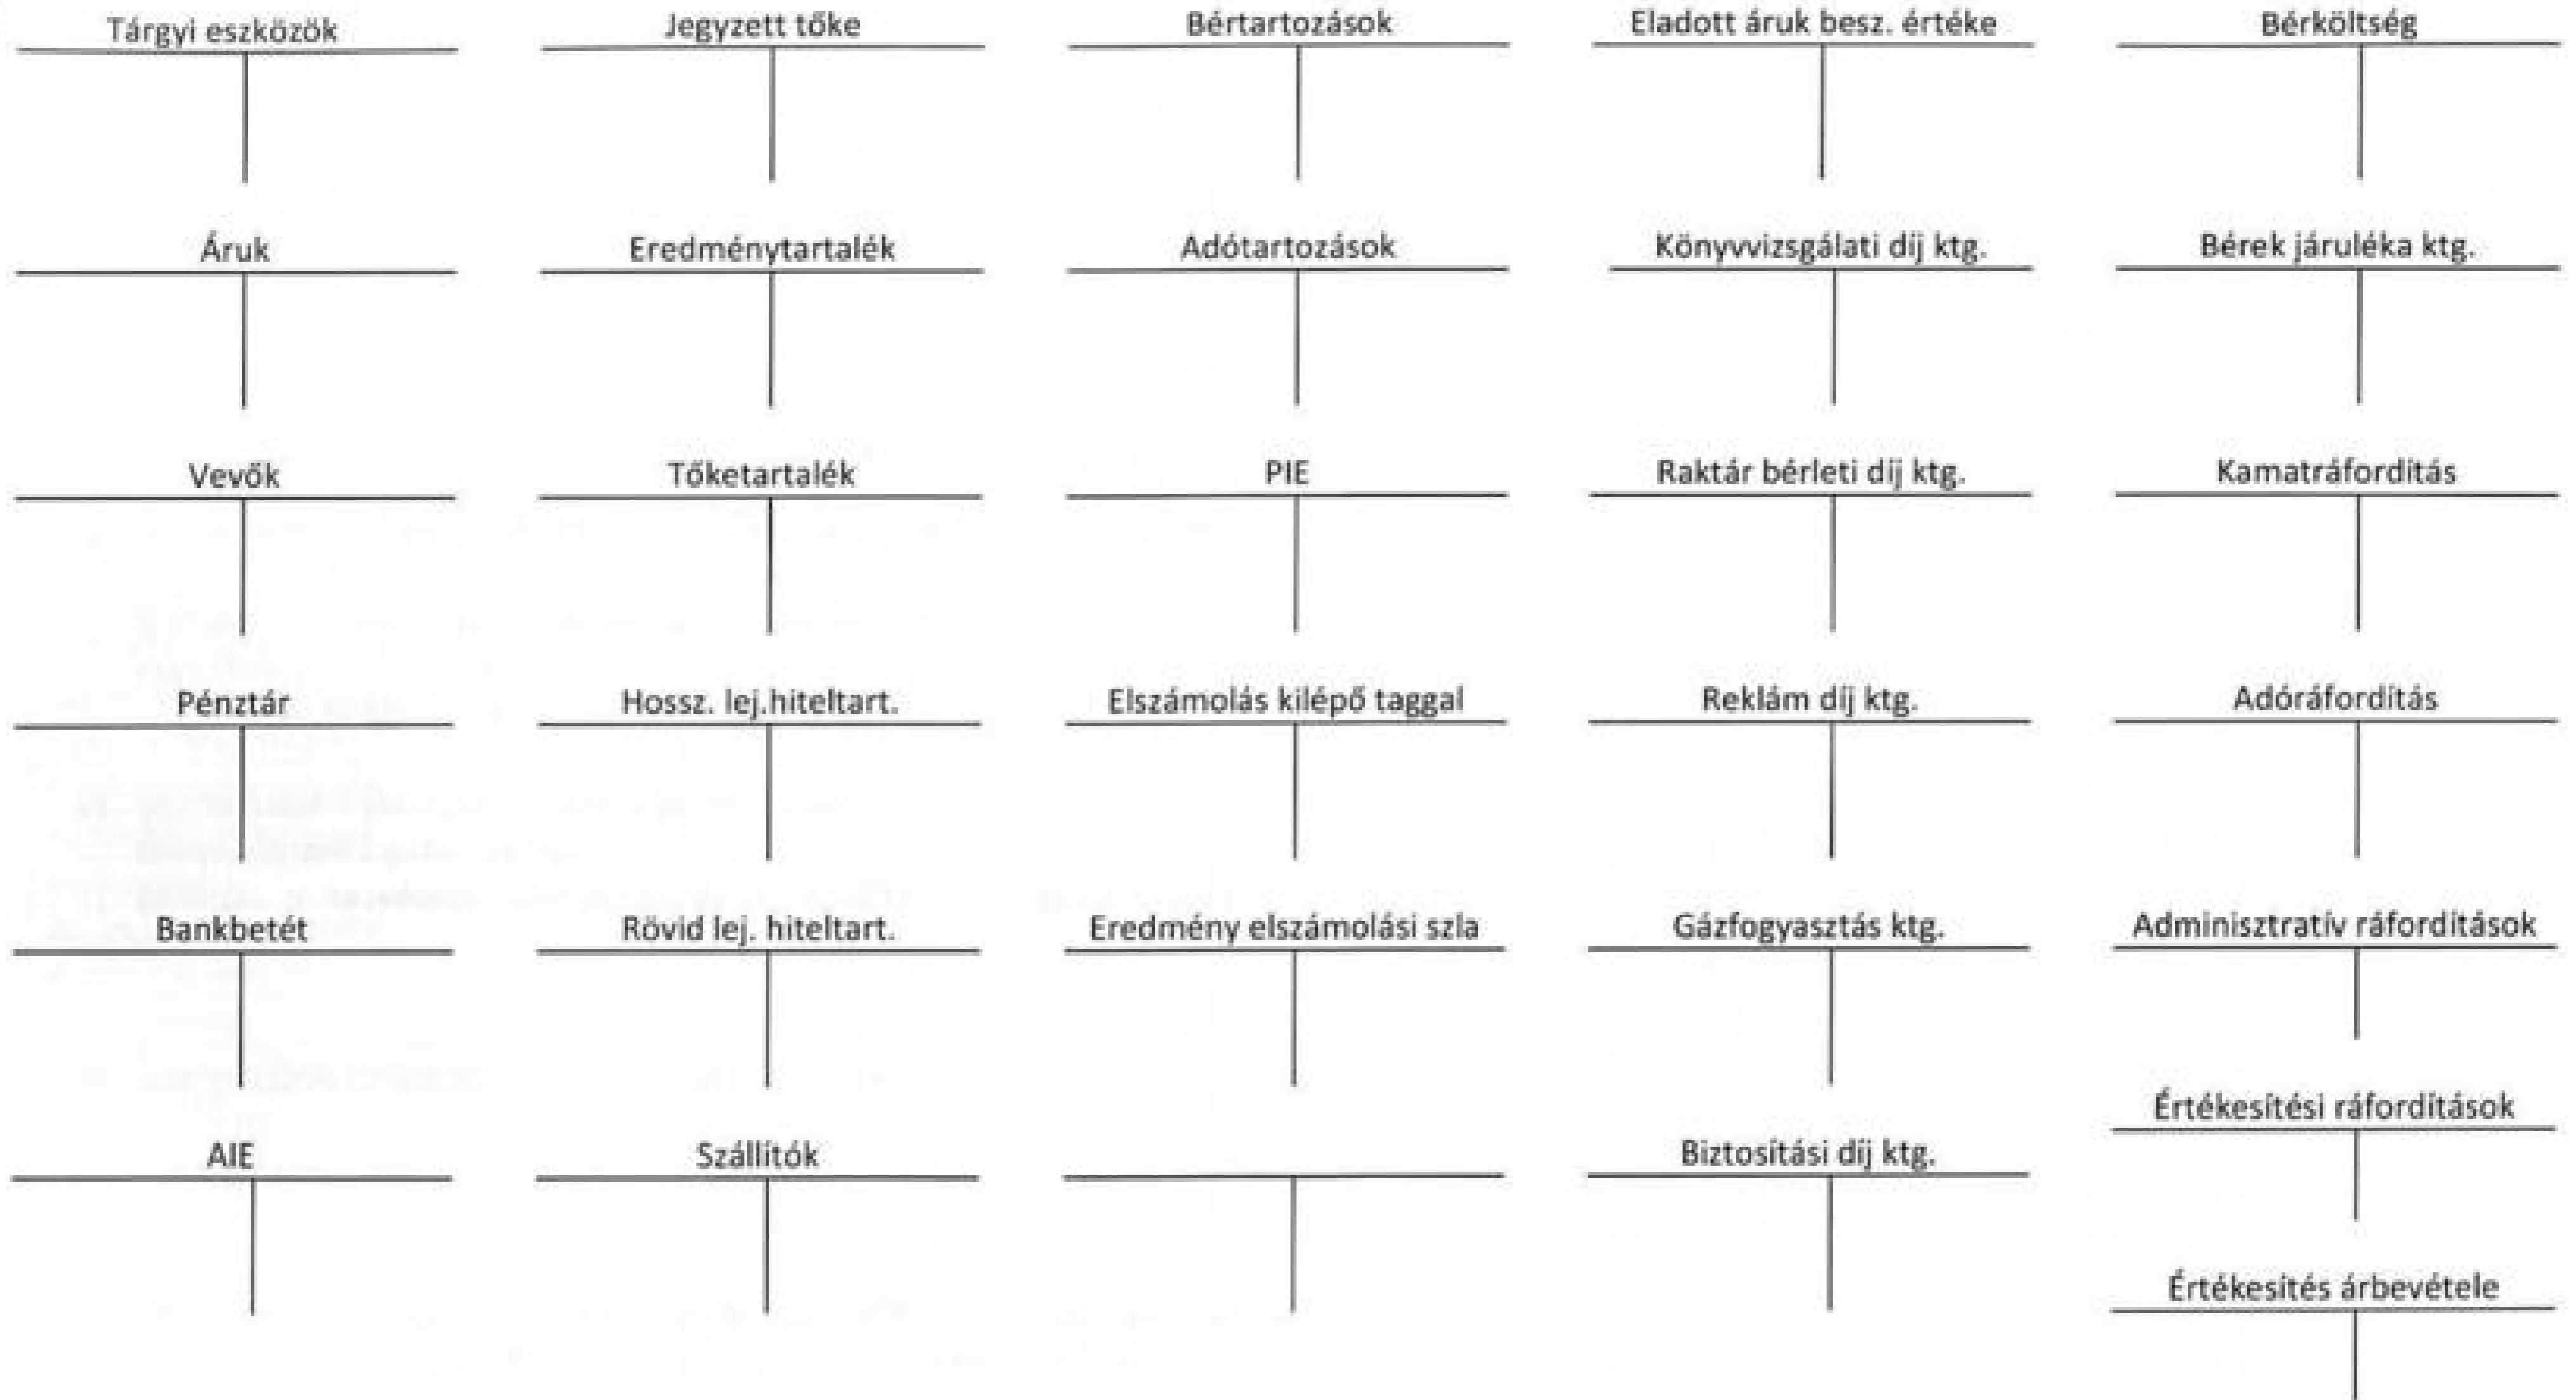 Tárgyi eszközök
Jegyzett tőke
Bértartozások
Eladott áruk besz. értéke
Bérköltség
Áruk
Eredménytartalék
Adótartozások
Könyvvizsgálati díj ktg.
Bérek járuléka ktg.
Vevők
Tőketartalék
PIE
Raktár bérleti díj ktg.
Kamatráfordítás
Pénztár
Hossz. lej.hiteltart.
Elszámolás kilépő taggal
Reklám díj ktg.
Adóráfordítás
Bankbetét
Rövid lej. hiteltart.
Eredmény elszámolási szla
Gázfogyasztás ktg.
Adminisztratív ráfordítások
Értékesítési ráfordítások
AIE
Szállítók
Biztosítási díj ktg.
Értékesítés árbevétele